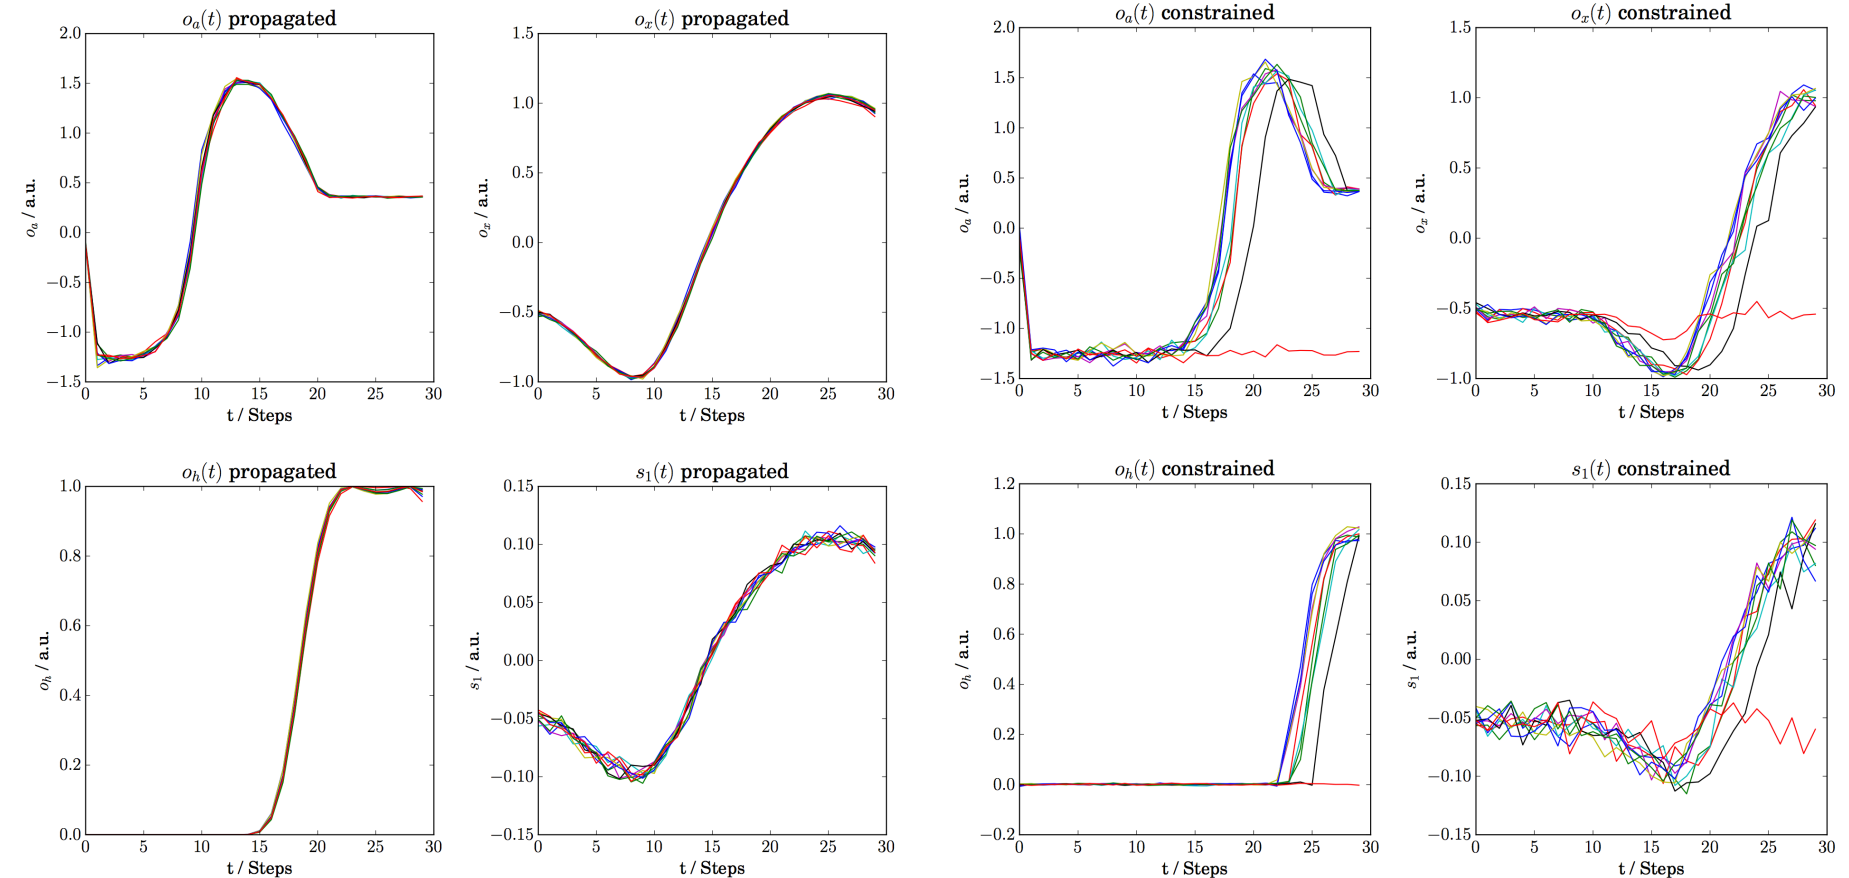 oₐ(t) propagated
2.0
1.5
1.0
0.5
0.0
−0.5
−1.0
−1.5
oₐ / a.u.
0 5 10 15 20 25 30
t / Steps
oₓ(t) propagated
1.5
1.0
0.5
0.0
−0.5
−1.0
oₓ / a.u.
0 5 10 15 20 25 30
t / Steps
oₐ(t) constrained
2.0
1.5
1.0
0.5
0.0
−0.5
−1.0
−1.5
oₐ / a.u.
0 5 10 15 20 25 30
t / Steps
oₓ(t) constrained
1.5
1.0
0.5
0.0
−0.5
−1.0
oₓ / a.u.
0 5 10 15 20 25 30
t / Steps
oₕ(t) propagated
1.0
0.8
0.6
0.4
0.2
0.0
oₕ / a.u.
0 5 10 15 20 25 30
t / Steps
s₁(t) propagated
0.15
0.10
0.05
0.00
−0.05
−0.10
−0.15
s₁ / a.u.
0 5 10 15 20 25 30
t / Steps
oₕ(t) constrained
1.2
1.0
0.8
0.6
0.4
0.2
0.0
−0.2
oₕ / a.u.
0 5 10 15 20 25 30
t / Steps
s₁(t) constrained
0.15
0.10
0.05
0.00
−0.05
−0.10
−0.15
s₁ / a.u.
0 5 10 15 20 25 30
t / Steps